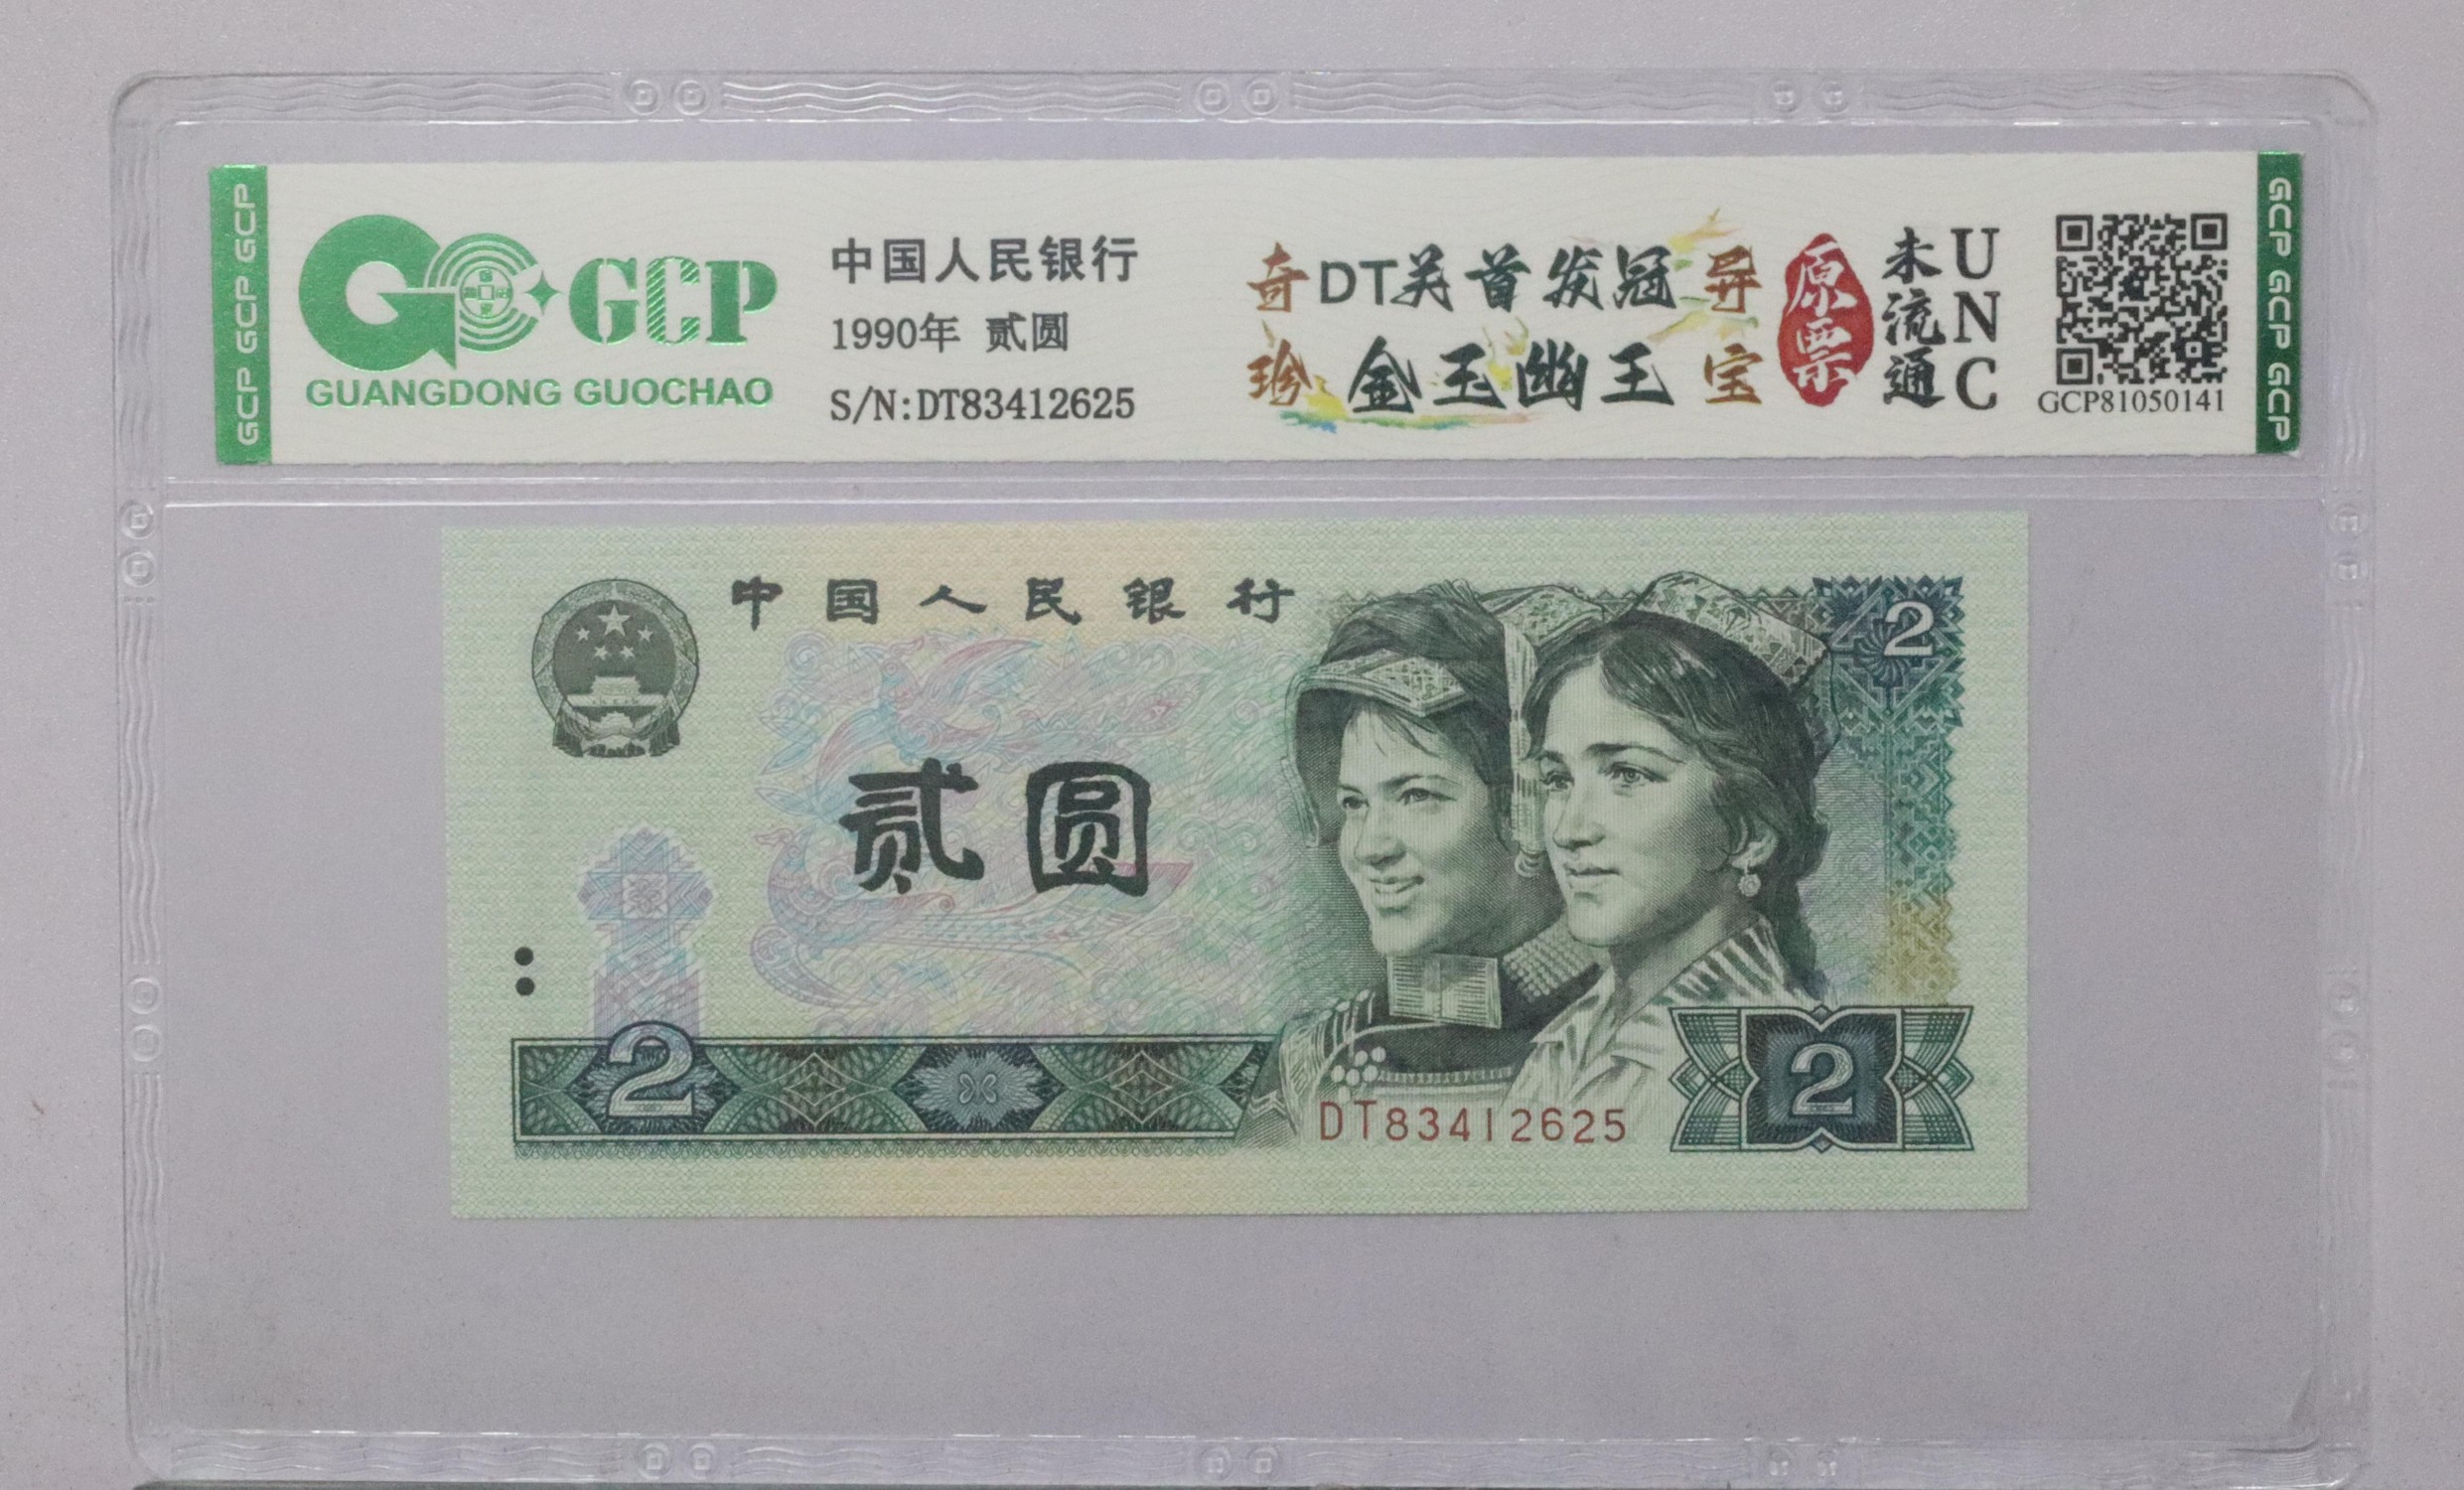 GCP GCP GCP
GCP
GUANGDONG GUOCHAO
中国人民银行
1990年 贰圆
S/N:DT83412625
奇珍
DT关首发冠
金玉幽王
异宝
原票
未流通
UNC
GCP81050141
GCP GCP GCP
中国人民银行
2
贰圆
2
DT83412625
2